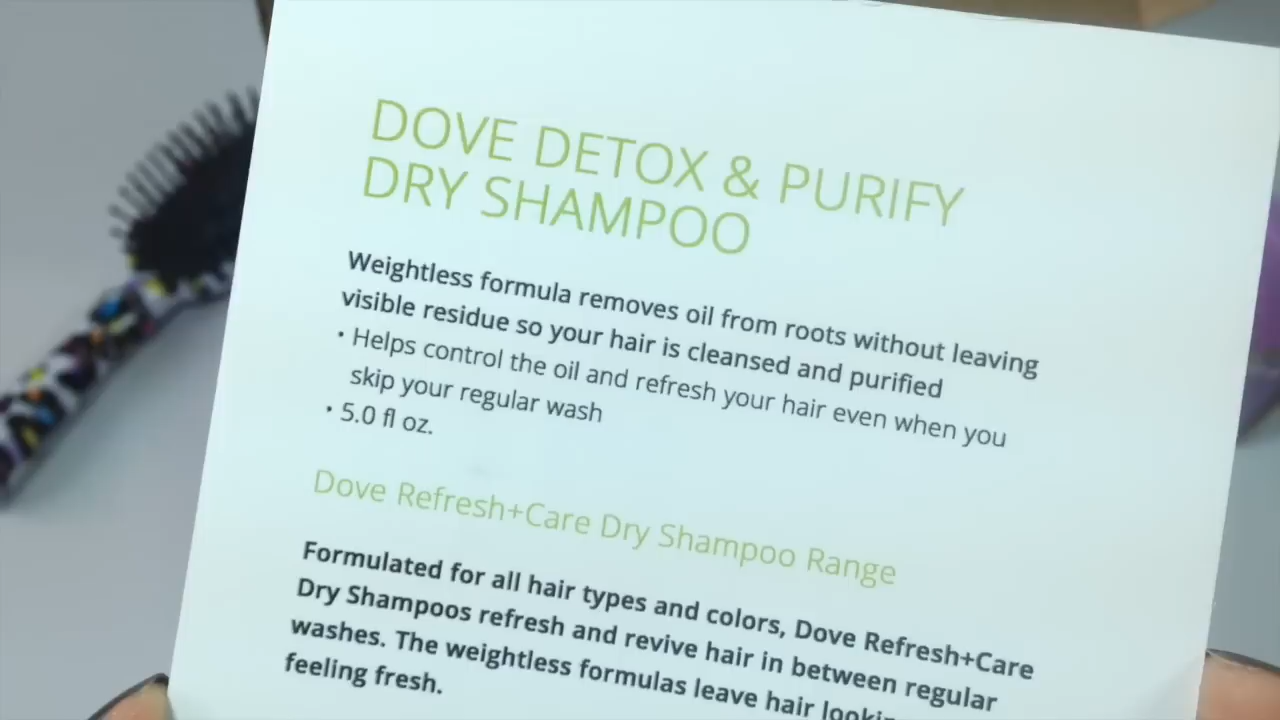 DOVE DETOX & PURIFY
DRY SHAMPOO
Weightless formula removes oil from roots without leaving
visible residue so your hair is cleansed and purified
• Helps control the oil and refresh your hair even when you
skip your regular wash
• 5.0 fl oz.
Dove Refresh+Care Dry Shampoo Range
Formulated for all hair types and colors, Dove Refresh+Care
Dry Shampoos refresh and revive hair in between regular
washes. The weightless formulas leave hair
feeling fresh.